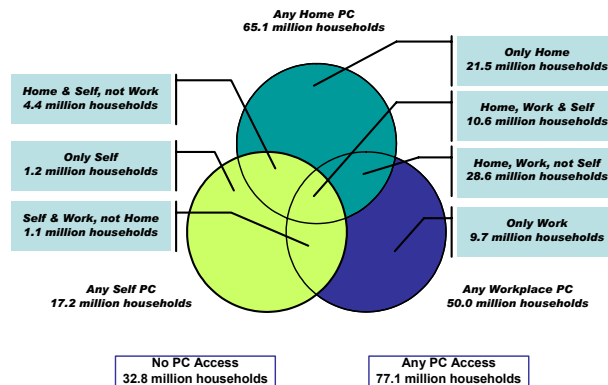 Any Home PC
65.1 million households
Only Home
21.5 million households
Home & Self, not Work
4.4 million households
Home, Work & Self
10.6 million households
Only Self
1.2 million households
Home, Work, not Self
28.6 million households
Self & Work, not Home
1.1 million households
Only Work
9.7 million households
Any Self PC
17.2 million households
Any Workplace PC
50.0 million households
No PC Access
32.8 million households
Any PC Access
77.1 million households